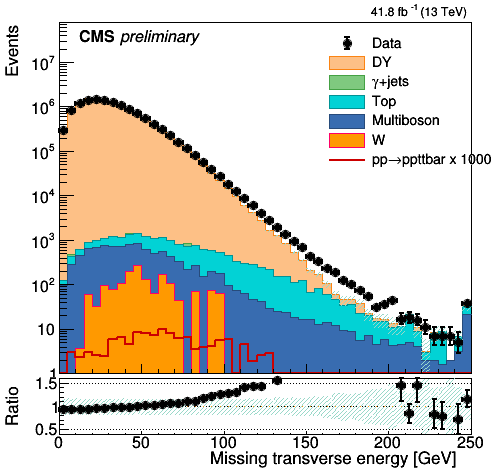 41.8 fb⁻¹ (13 TeV)
CMS preliminary
Events
10⁷
10⁶
10⁵
10⁴
10³
10²
10
1
Data
DY
γ+jets
Top
Multiboson
W
pp→ppttbar x 1000
Ratio
1.5
1
0.5
0 50 100 150 200 250
Missing transverse energy [GeV]